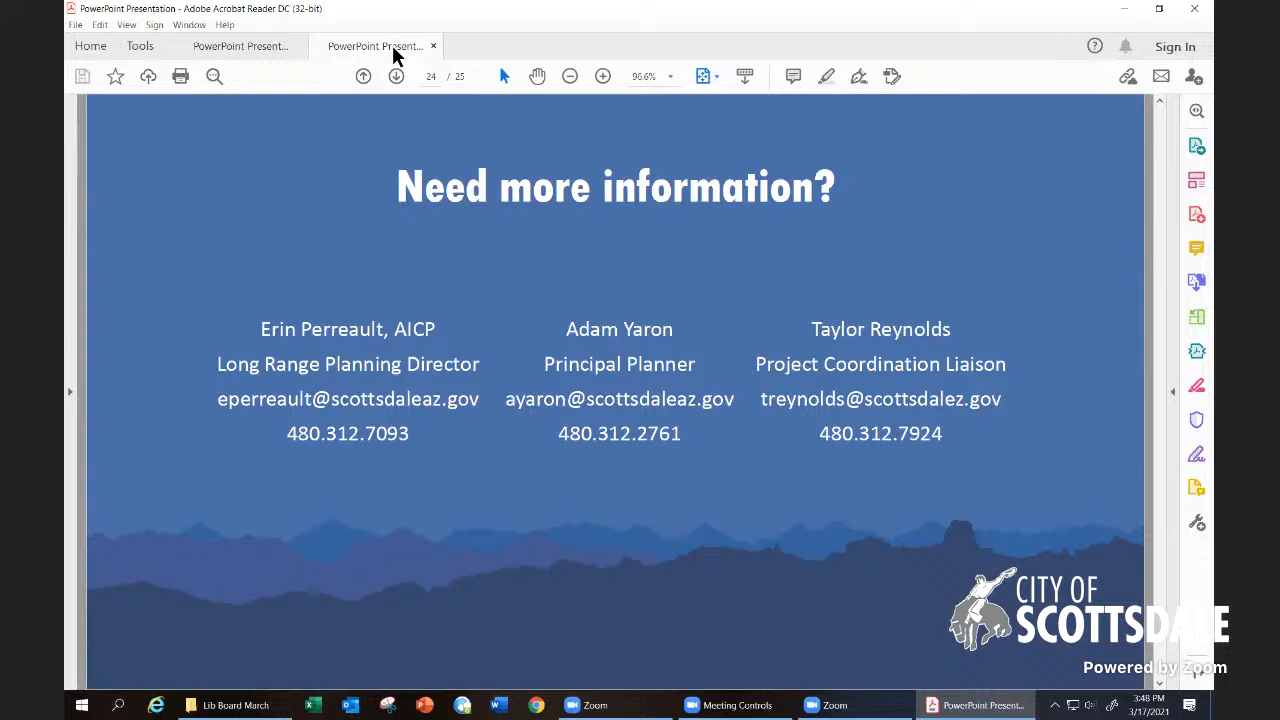 PowerPoint Presentation - Adobe Acrobat Reader DC (32-bit)
File Edit View Sign Window Help
Home Tools PowerPoint Present... PowerPoint Present... × Sign In
24 / 25 96.6%
Need more information?
Erin Perreault, AICP
Long Range Planning Director
eperreault@scottsdaleaz.gov
480.312.7093
Adam Yaron
Principal Planner
ayaron@scottsdaleaz.gov
480.312.2761
Taylor Reynolds
Project Coordination Liaison
treynolds@scottsdalez.gov
480.312.7924
CITY OF
SCOTTSDALE
Powered by Zoom
Lib Board March Zoom Meeting Controls Zoom PowerPoint Present...
3:48 PM
3/17/2021